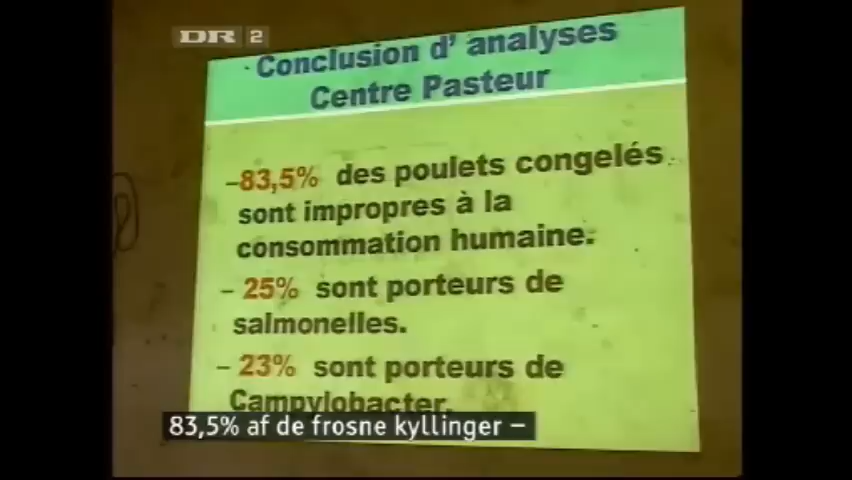 DR 2
Conclusion d' analyses
Centre Pasteur
–83,5% des poulets congelés
sont impropres à la
consommation humaine.
– 25% sont porteurs de
salmonelles.
– 23% sont porteurs de
Campylobacter.
83,5% af de frosne kyllinger –